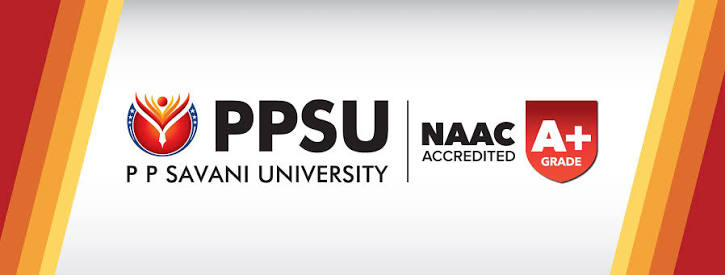 PPSU
P P SAVANI UNIVERSITY
NAAC
ACCREDITED
A+
GRADE